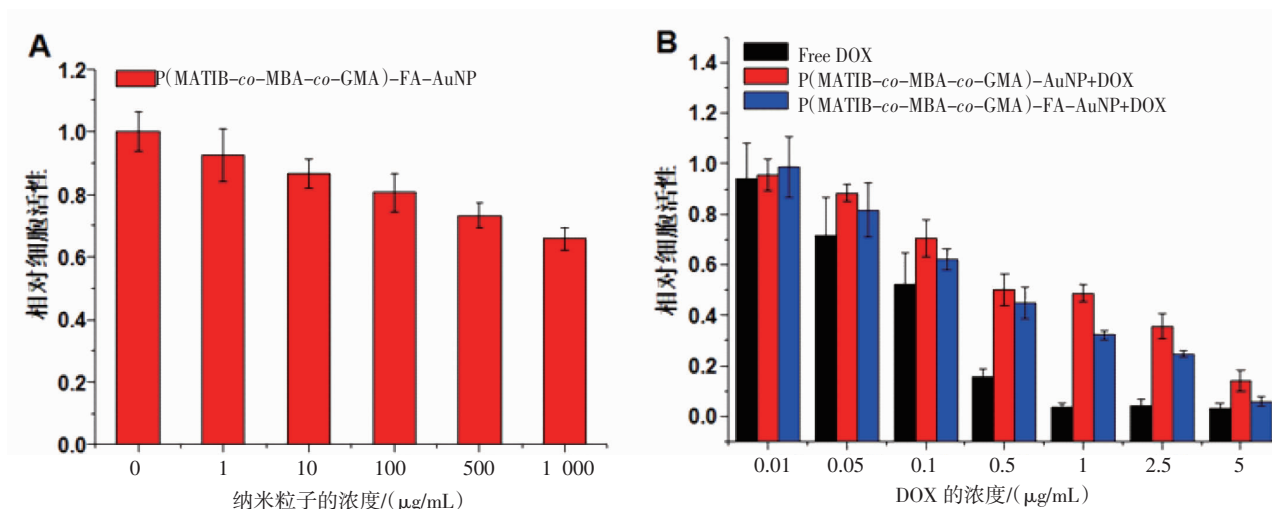 A
P(MATIB-co-MBA-co-GMA)-FA-AuNP
1.2
1.0
0.8
0.6
0.4
0.2
0.0
相对细胞活性
0 1 10 100 500 1 000
纳米粒子的浓度/(μg/mL)
B
Free DOX
P(MATIB-co-MBA-co-GMA)-AuNP+DOX
P(MATIB-co-MBA-co-GMA)-FA-AuNP+DOX
1.4
1.2
1.0
0.8
0.6
0.4
0.2
0.0
相对细胞活性
0.01 0.05 0.1 0.5 1 2.5 5
DOX 的浓度/(μg/mL)